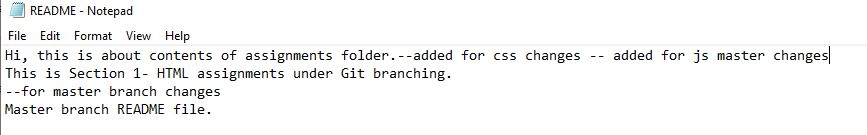 README - Notepad
File Edit Format View Help
Hi, this is about contents of assignments folder.--added for css changes -- added for js master changes
This is Section 1- HTML assignments under Git branching.
--for master branch changes
Master branch README file.